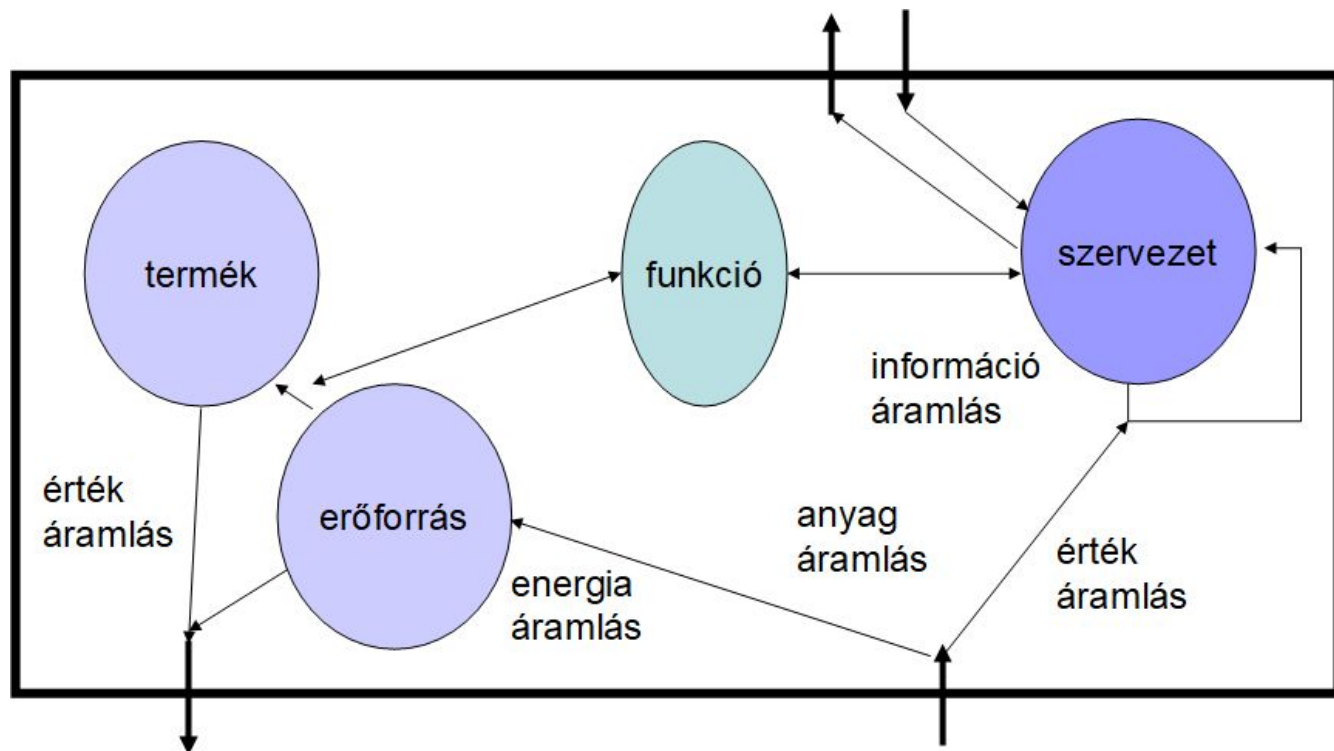 termék
funkció
szervezet
információ
áramlás
érték
áramlás
erőforrás
anyag
áramlás
energia
áramlás
érték
áramlás